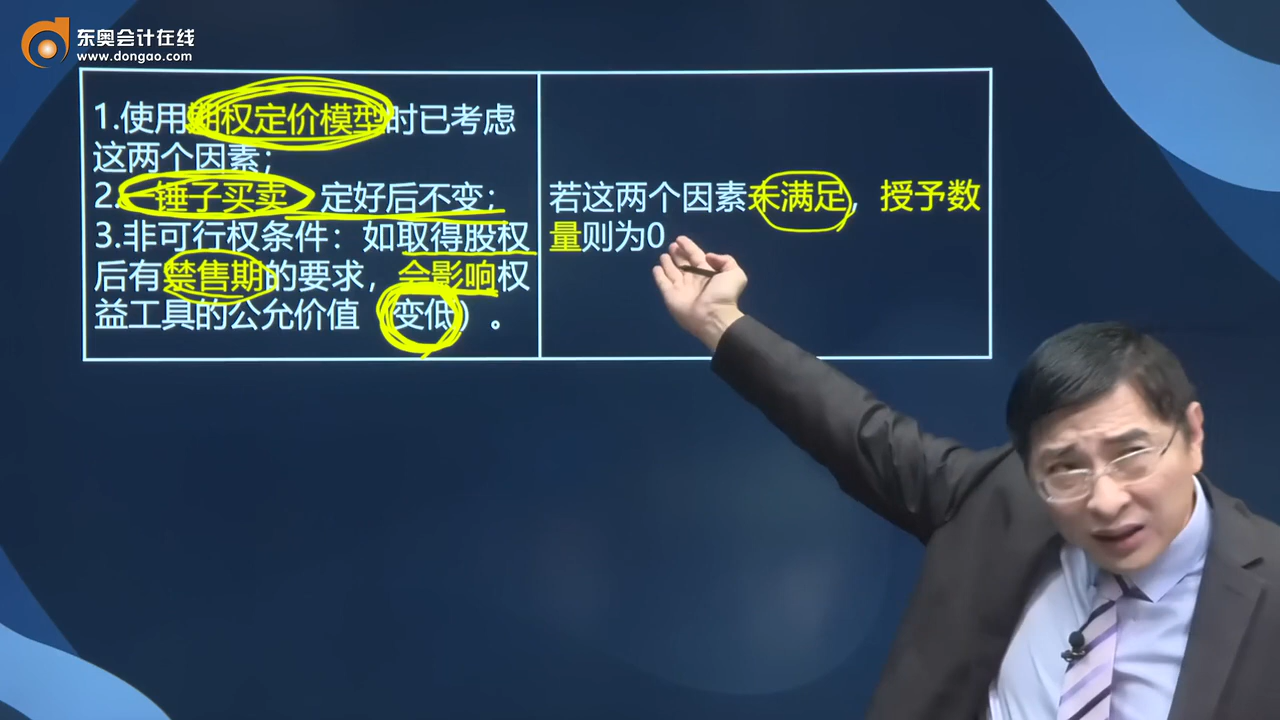 东奥会计在线
www.dongao.com
1.使用期权定价模型时已考虑
这两个因素；
2.一锤子买卖，定好后不变；
3.非可行权条件：如取得股权
后有禁售期的要求，会影响权
益工具的公允价值（变低）。
若这两个因素未满足，授予数
量则为0